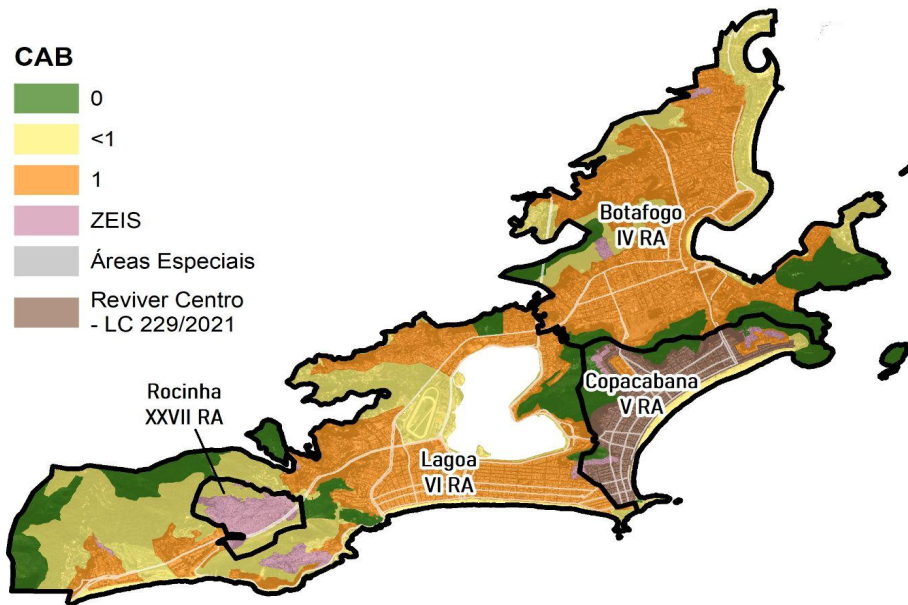 CAB
0
<1
1
ZEIS
Áreas Especiais
Reviver Centro
- LC 229/2021
Botafogo
IV RA
Copacabana
V RA
Rocinha
XXVII RA
Lagoa
VI RA